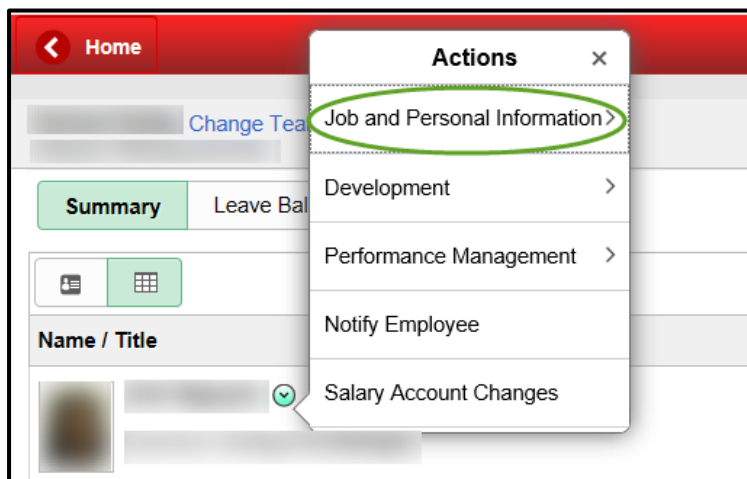 Home
Actions
Change Tea
Job and Personal Information
Summary
Leave Bal
Development
Performance Management
Name / Title
Notify Employee
Salary Account Changes